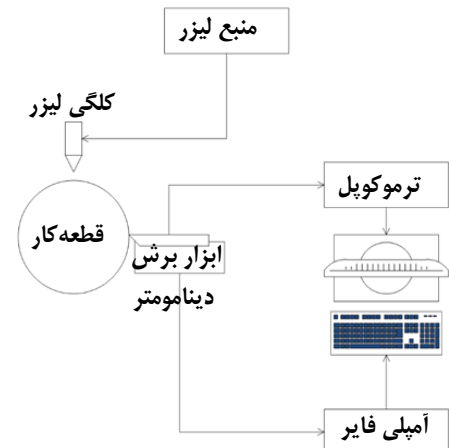 منبع لیزر
کلگی لیزر
ترموکوپل
قطعه‌کار
ابزار برش
دینامومتر
آمپلی فایر